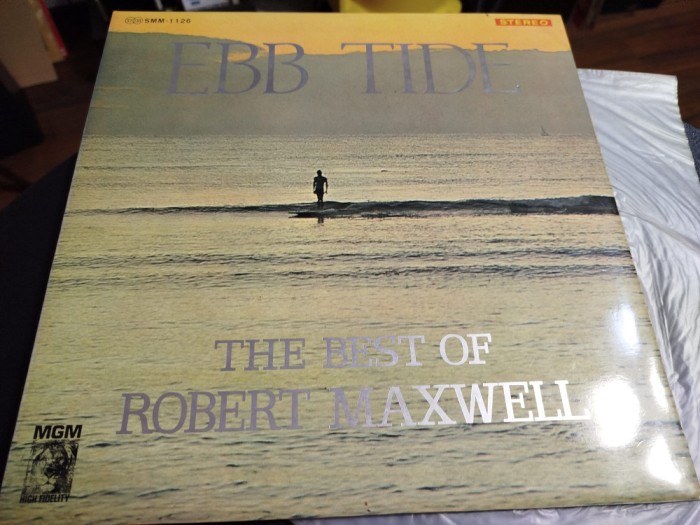 SMM-1126
STEREO
EBB TIDE
THE BEST OF
ROBERT MAXWELL
MGM
HIGH FIDELITY